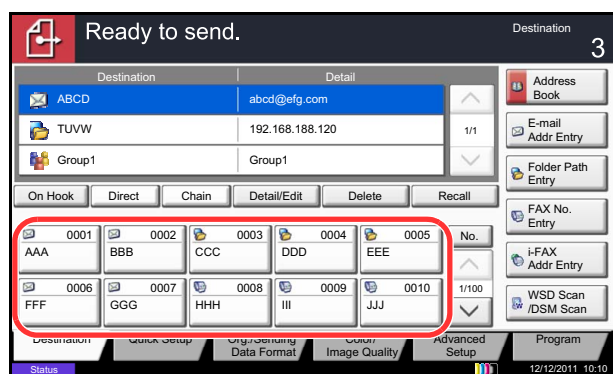 Ready to send.
Destination
3
Destination Detail
ABCD abcd@efg.com
TUVW 192.168.188.120
Group1 Group1
1/1
Address
Book
E-mail
Addr Entry
Folder Path
Entry
FAX No.
Entry
i-FAX
Addr Entry
WSD Scan
/DSM Scan
On Hook Direct Chain Detail/Edit Delete Recall
0001 0002 0003 0004 0005 No.
AAA BBB CCC DDD EEE
0006 0007 0008 0009 0010 1/100
FFF GGG HHH III JJJ
Destination Quick Setup Org./Sending
Data Format Color/
Image Quality Advanced
Setup Program
Status 12/12/2011 10:10